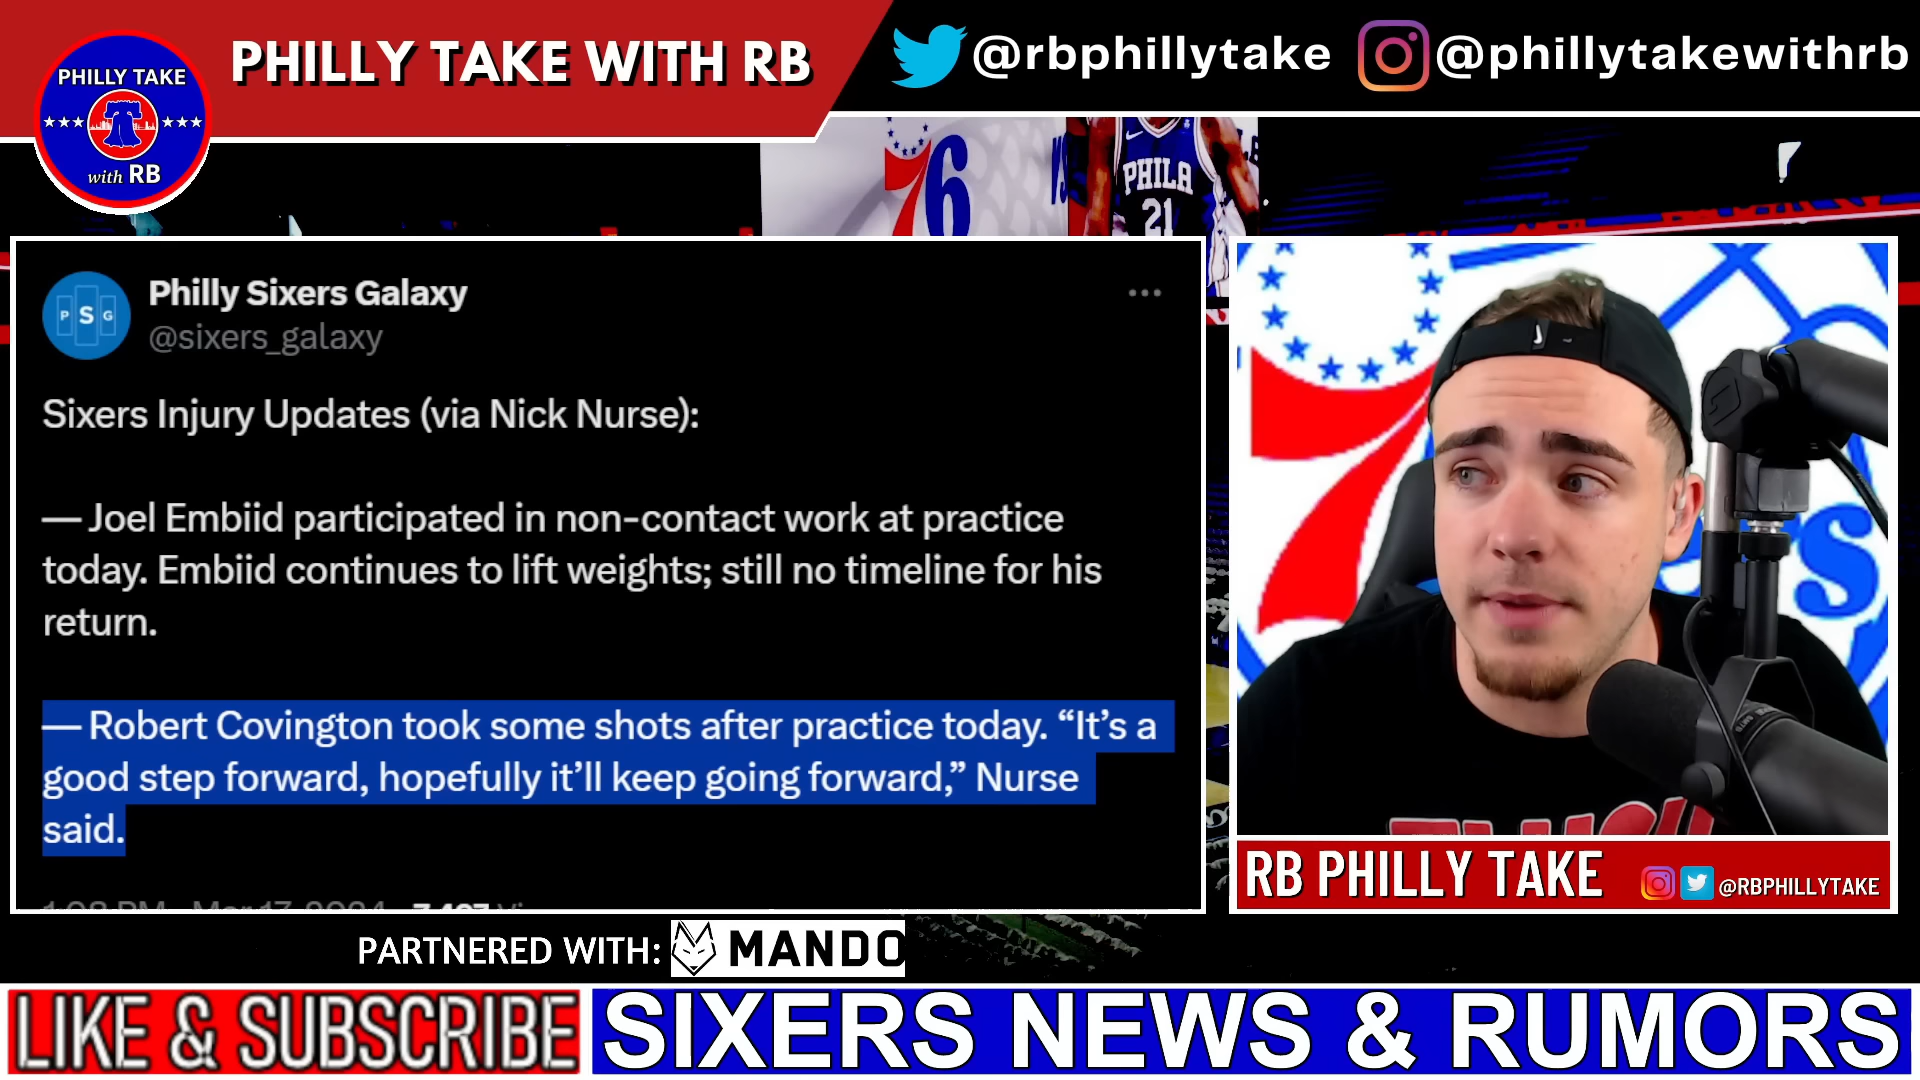 PHILLY TAKE WITH RB
@rbphillytake
@phillytakewithrb
PHILLY TAKE
with RB
76
PHILA
21
Philly Sixers Galaxy
@sixers_galaxy
PSG
Sixers Injury Updates (via Nick Nurse):
— Joel Embiid participated in non-contact work at practice
today. Embiid continues to lift weights; still no timeline for his
return.
— Robert Covington took some shots after practice today. “It’s a
good step forward, hopefully it’ll keep going forward,” Nurse
said.
RB PHILLY TAKE
@RBPHILLYTAKE
PARTNERED WITH:
MANDO
LIKE & SUBSCRIBE
SIXERS NEWS & RUMORS